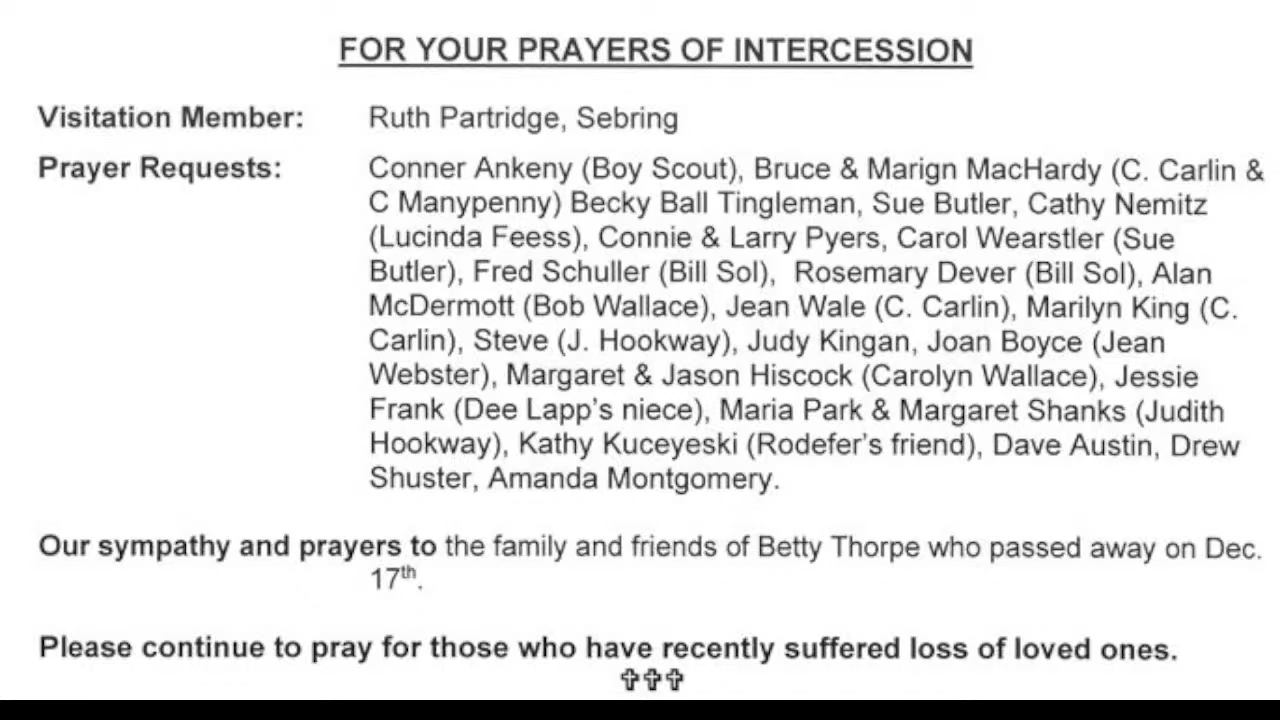 FOR YOUR PRAYERS OF INTERCESSION
Visitation Member: Ruth Partridge, Sebring
Prayer Requests: Conner Ankeny (Boy Scout), Bruce & Marign MacHardy (C. Carlin &
C Manypenny) Becky Ball Tingleman, Sue Butler, Cathy Nemitz
(Lucinda Feess), Connie & Larry Pyers, Carol Wearstler (Sue
Butler), Fred Schuller (Bill Sol), Rosemary Dever (Bill Sol), Alan
McDermott (Bob Wallace), Jean Wale (C. Carlin), Marilyn King (C.
Carlin), Steve (J. Hookway), Judy Kingan, Joan Boyce (Jean
Webster), Margaret & Jason Hiscock (Carolyn Wallace), Jessie
Frank (Dee Lapp's niece), Maria Park & Margaret Shanks (Judith
Hookway), Kathy Kuceyeski (Rodefer's friend), Dave Austin, Drew
Shuster, Amanda Montgomery.
Our sympathy and prayers to the family and friends of Betty Thorpe who passed away on Dec.
17th.
Please continue to pray for those who have recently suffered loss of loved ones.
✞✞✞